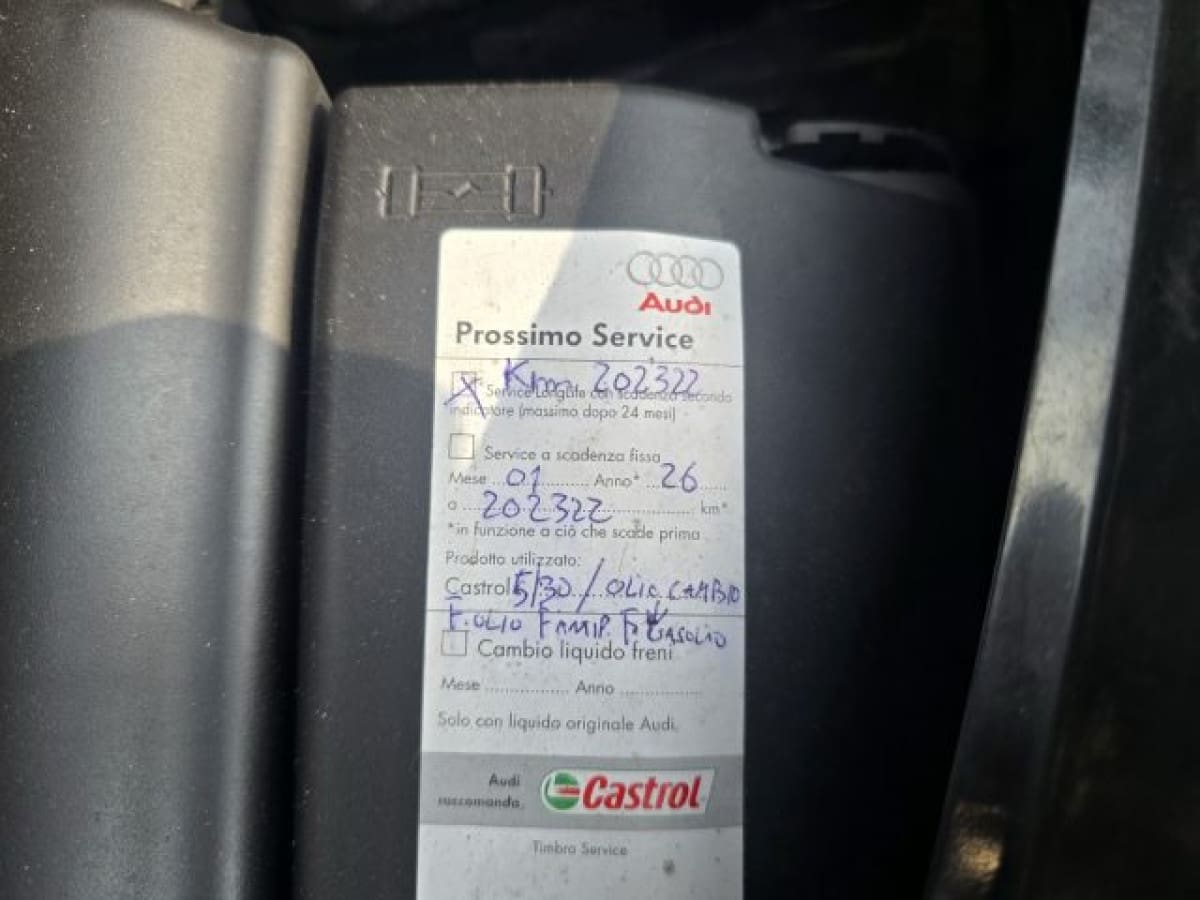 Audi
Prossimo Service
Km 202322
Service LongLife con scadenza secondo
indicatore (massimo dopo 24 mesi)
Service a scadenza fissa
Mese 01 Anno* 26
o 202322 km*
*in funzione a ciò che scade prima
Prodotto utilizzato:
Castrol 5/30 / OLIO CAMBIO
F. OLIO F. GASOLIO
Cambio liquido freni
Mese ................ Anno ................
Solo con liquido originale Audi.
Audi
raccomanda
Castrol
Timbro Service